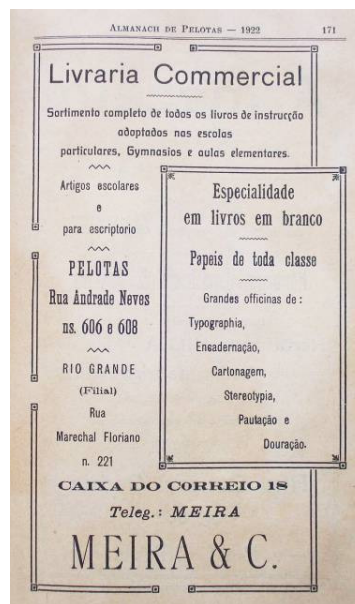 ALMANACH DE PELOTAS — 1922 171
Livraria Commercial
Sortimento completo de todos os livros de instrucção
adoptados nas escolas
particulares, Gymnasios e aulas elementares.
Artigos escolares
e
para escriptorio
PELOTAS
Rua Andrade Neves
ns. 606 e 608
RIO GRANDE
(Filial)
Rua
Marechal Floriano
n. 221
Especialidade
em livros em branco
Papeis de toda classe
Grandes officinas de:
Typographia,
Encadernação,
Cartonagem,
Stereotypia,
Pautação e
Douração.
CAIXA DO CORREIO 18
Teleg.: MEIRA
MEIRA & C.